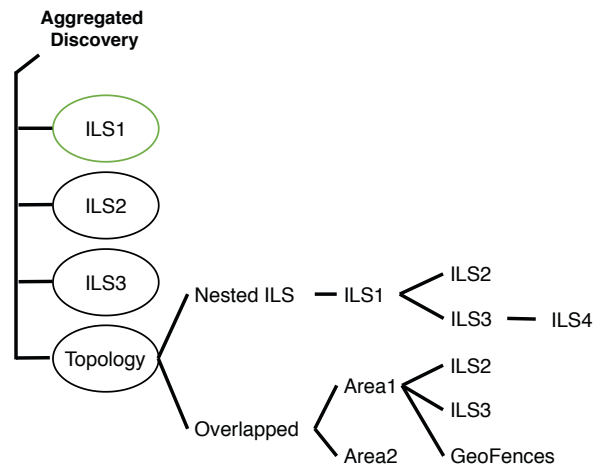 Aggregated
Discovery
ILS1
ILS2
ILS3
Topology
Nested ILS
ILS1
ILS2
ILS3
ILS4
Overlapped
Area1
ILS2
ILS3
GeoFences
Area2